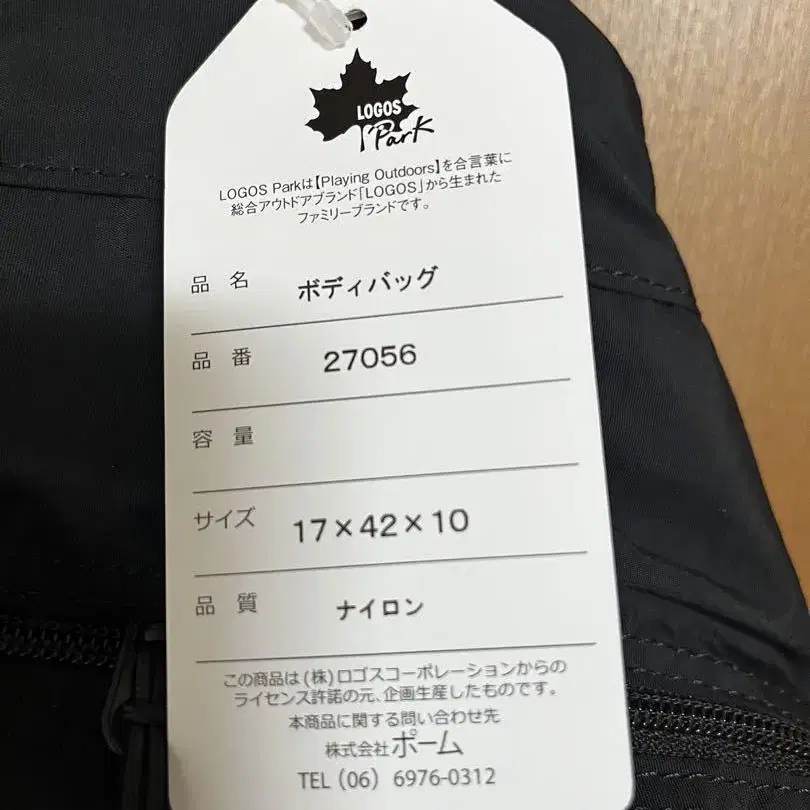 LOGOS
Park
LOGOS Parkは【Playing Outdoors】を合言葉に
総合アウトドアブランド「LOGOS」から生まれた
ファミリーブランドです。
品 名 ボディバッグ
品 番 27056
容 量
サイズ 17×42×10
品 質 ナイロン
この商品は(株)ロゴスコーポレーションからの
ライセンス許諾の元、企画生産したものです。
本商品に関する問い合わせ先
株式会社ポーム
TEL (06) 6976-0312